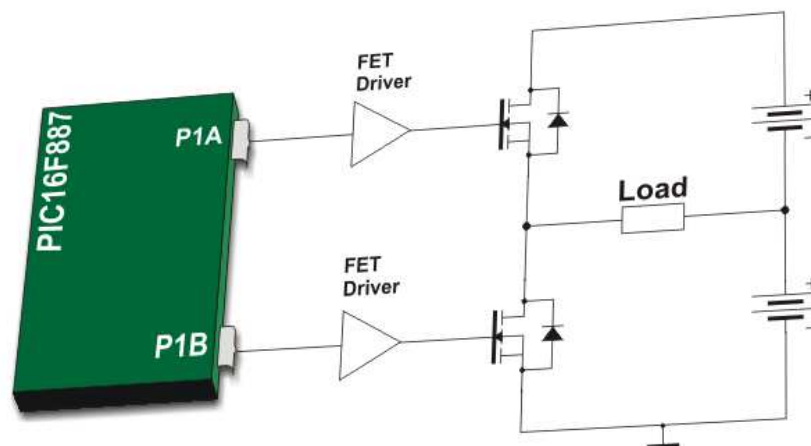 PIC16F887
P1A
P1B
FET
Driver
FET
Driver
Load
+
-
+
-